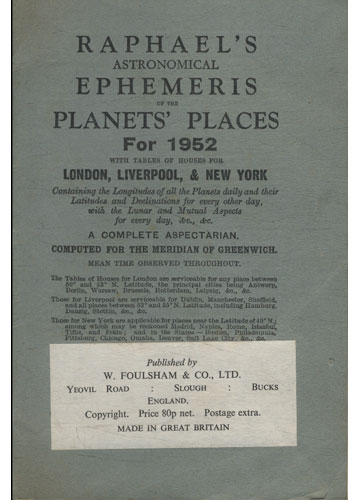 RAPHAEL'S
ASTRONOMICAL
EPHEMERIS
OF THE
PLANETS' PLACES
For 1952
WITH TABLES OF HOUSES FOR
LONDON, LIVERPOOL, & NEW YORK
Containing the Longitudes of all the Planets daily and their
Latitudes and Declinations for every other day,
with the Lunar and Mutual Aspects
for every day, &c., &c.
A COMPLETE ASPECTARIAN,
COMPUTED FOR THE MERIDIAN OF GREENWICH.
MEAN TIME OBSERVED THROUGHOUT.
The Tables of Houses for London are serviceable for any place between
50° and 53° N. Latitude, the principal cities being Antwerp,
Berlin, Warsaw, Brussels, Rotterdam, Leipzig, &c., &c.
Those for Liverpool are serviceable for Dublin, Manchester, Sheffield,
and all places between 53° and 55° N. Latitude, including Hamburg,
Danzig, Stettin, &c., &c.
Those for New York are applicable for places near the Latitude of 40° N.;
among which may be reckoned Madrid, Naples, Rome, Istanbul,
Tiflis, and Pekin; and in the States—Boston, Philadelphia,
Pittsburg, Chicago, Omaha, Denver, Salt Lake City, &c., &c.
Published by
W. FOULSHAM & CO., LTD.
YEOVIL ROAD : SLOUGH : BUCKS
ENGLAND.
Copyright. Price 80p net. Postage extra.
MADE IN GREAT BRITAIN